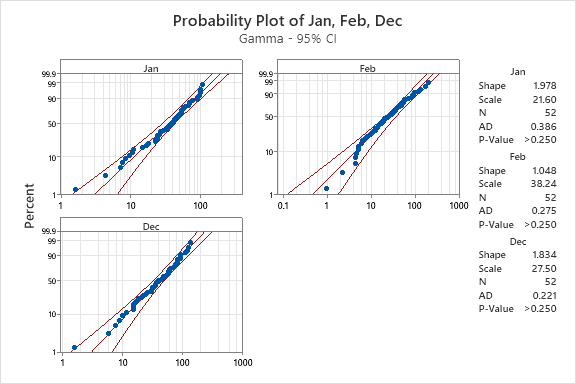 Probability Plot of Jan, Feb, Dec
Gamma - 95% CI
Jan
99.9
99
90
50
10
1
1
10
100
Feb
99.9
99
90
50
10
1
0.1
1
10
100
1000
Dec
99.9
99
90
50
10
1
1
10
100
1000
Percent
Jan
Shape 1.978
Scale 21.60
N 52
AD 0.386
P-Value >0.250
Feb
Shape 1.048
Scale 38.24
N 52
AD 0.275
P-Value >0.250
Dec
Shape 1.834
Scale 27.50
N 52
AD 0.221
P-Value >0.250